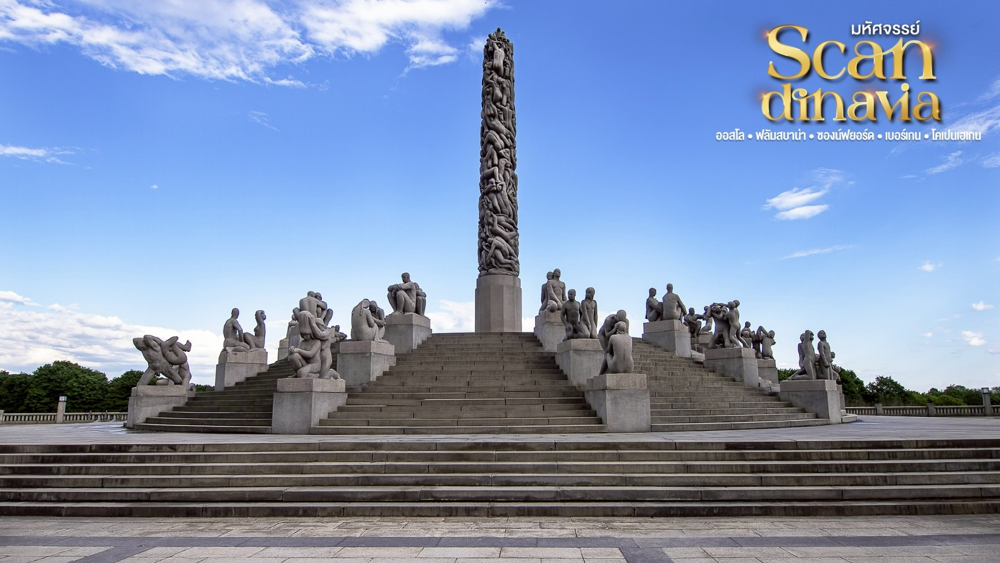 มหัศจรรย์
Scan
dinavia
ออสโล • ฟลัมสบาน่า • ซองน์ฟยอร์ด • เบอร์เกน • โคเปนเฮเกน